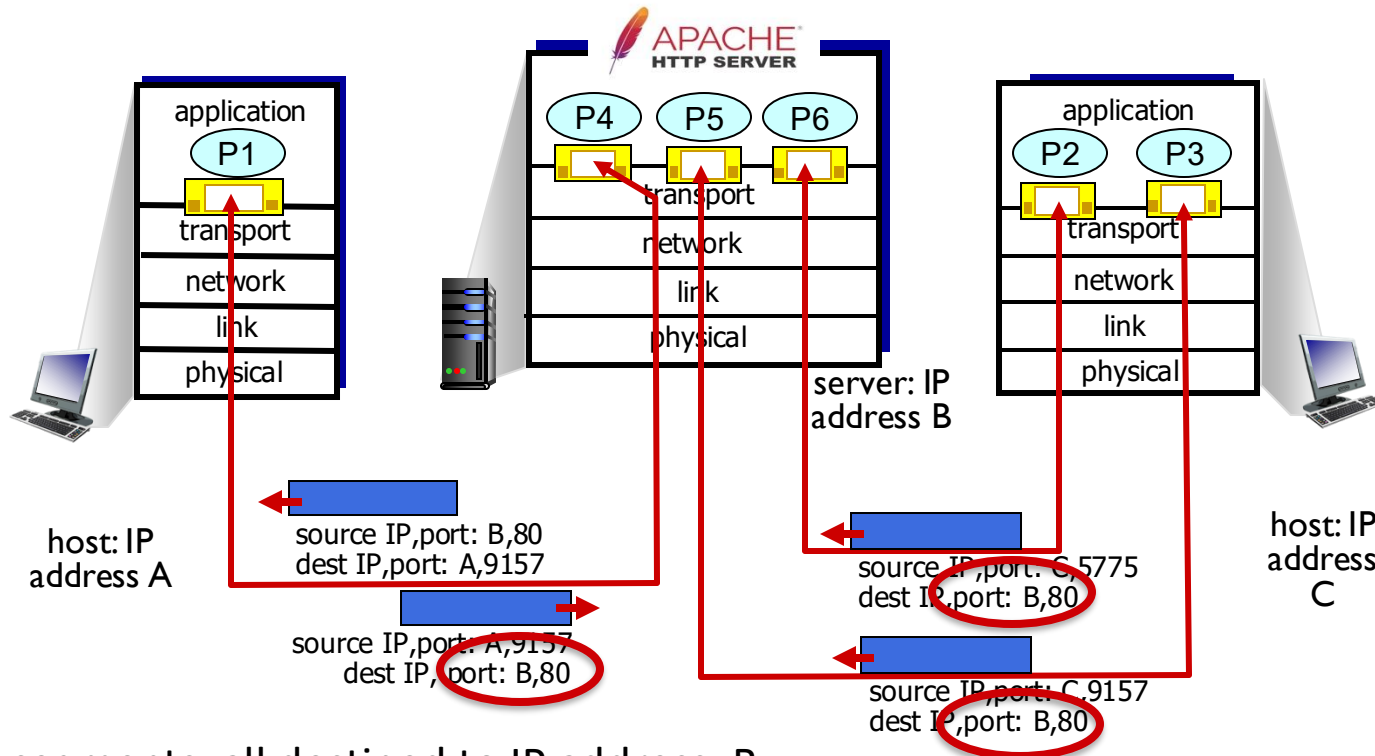 APACHE
HTTP SERVER
application
P1
transport
network
link
physical
P4
P5
P6
transport
network
link
physical
application
P2
P3
transport
network
link
physical
server: IP
address B
host: IP
address A
source IP,port: B,80
dest IP,port: A,9157
source IP,port: A,9157
dest IP, port: B,80
source IP,port: C,5775
dest IP,port: B,80
source IP,port: C,9157
dest IP,port: B,80
host: IP
address
C